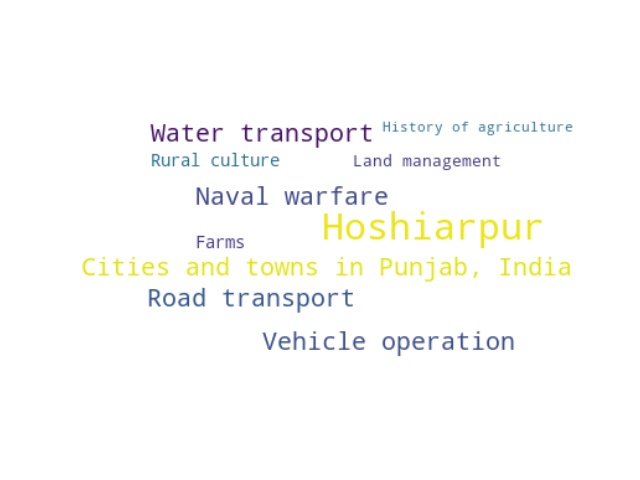 Water transport
History of agriculture
Rural culture
Land management
Naval warfare
Hoshiarpur
Farms
Cities and towns in Punjab, India
Road transport
Vehicle operation